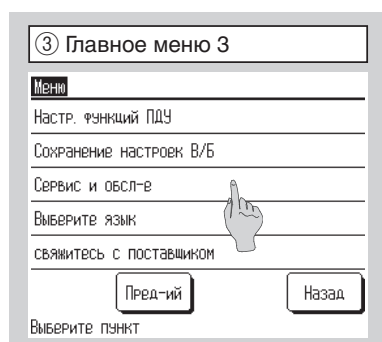 ③ Главное меню 3
Меню
Настр. функций ПДУ
Сохранение настроек В/Б
Сервис и обсл-е
Выберите язык
свяжитесь с поставщиком
Пред-ий Назад
Выберите пункт